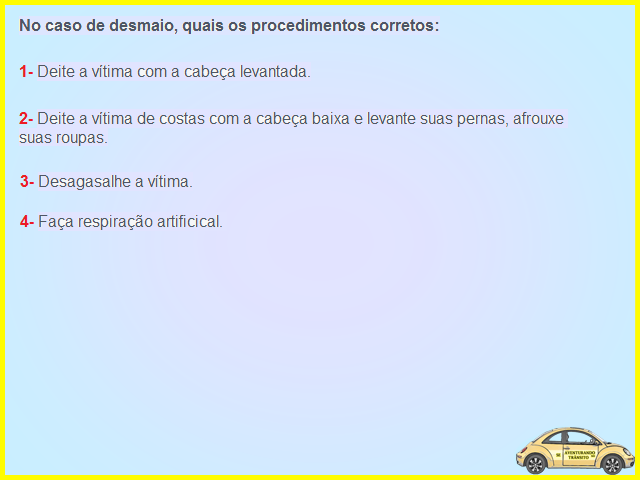 No caso de desmaio, quais os procedimentos corretos:
1- Deite a vítima com a cabeça levantada.
2- Deite a vítima de costas com a cabeça baixa e levante suas pernas, afrouxe
suas roupas.
3- Desagasalhe a vítima.
4- Faça respiração artificical.
AVENTURANDO
TRÂNSITO